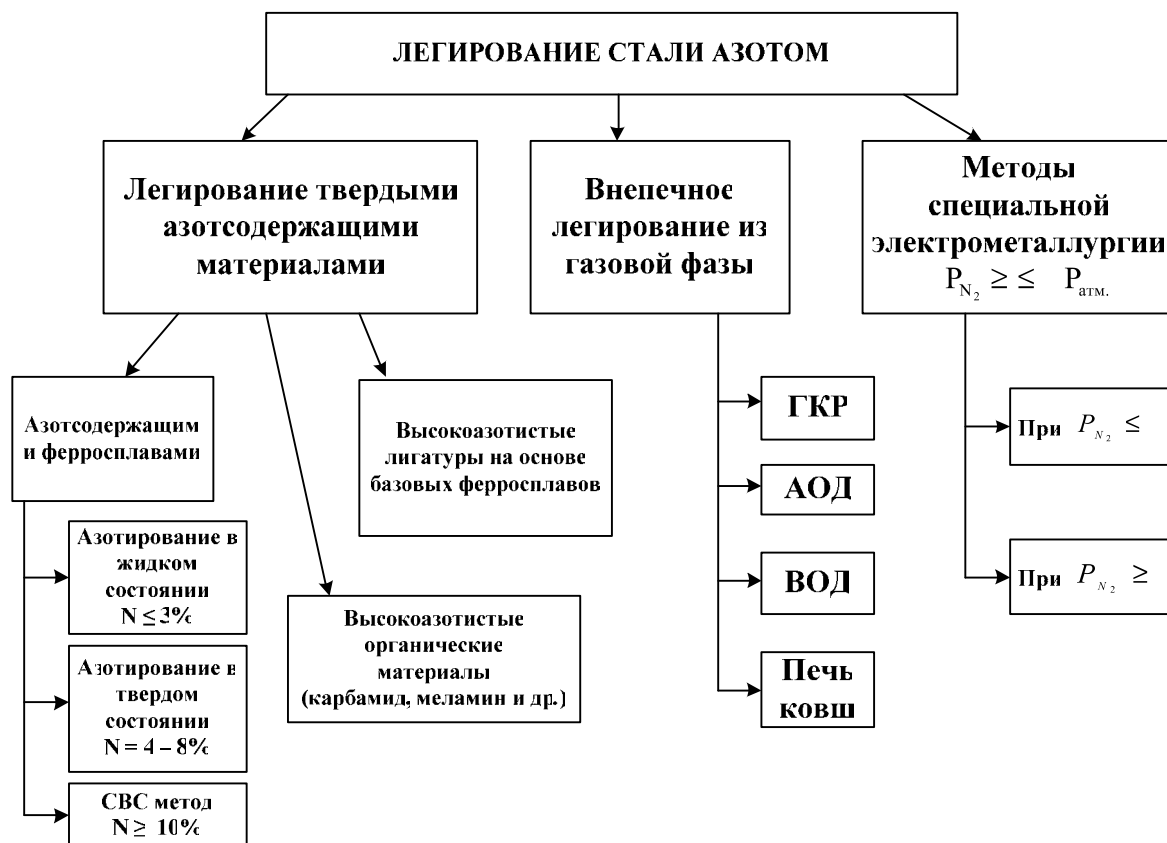 ЛЕГИРОВАНИЕ СТАЛИ АЗОТОМ
Легирование твердыми
азотсодержащими
материалами
Внепечное
легирование из
газовой фазы
Методы
специальной
электрометаллургии
P_N₂ ≥ ≤ P_атм.
Азотсодержащим
и ферросплавами
Высокоазотистые
лигатуры на основе
базовых ферросплавов
Азотирование в
жидком
состоянии
N ≤ 3%
Азотирование в
твердом
состоянии
N = 4 – 8%
СВС метод
N ≥ 10%
Высокоазотистые
органические
материалы
(карбамид, меламин и др.)
ГКР
АОД
ВОД
Печь
ковш
При P_N₂ ≤
При P_N₂ ≥